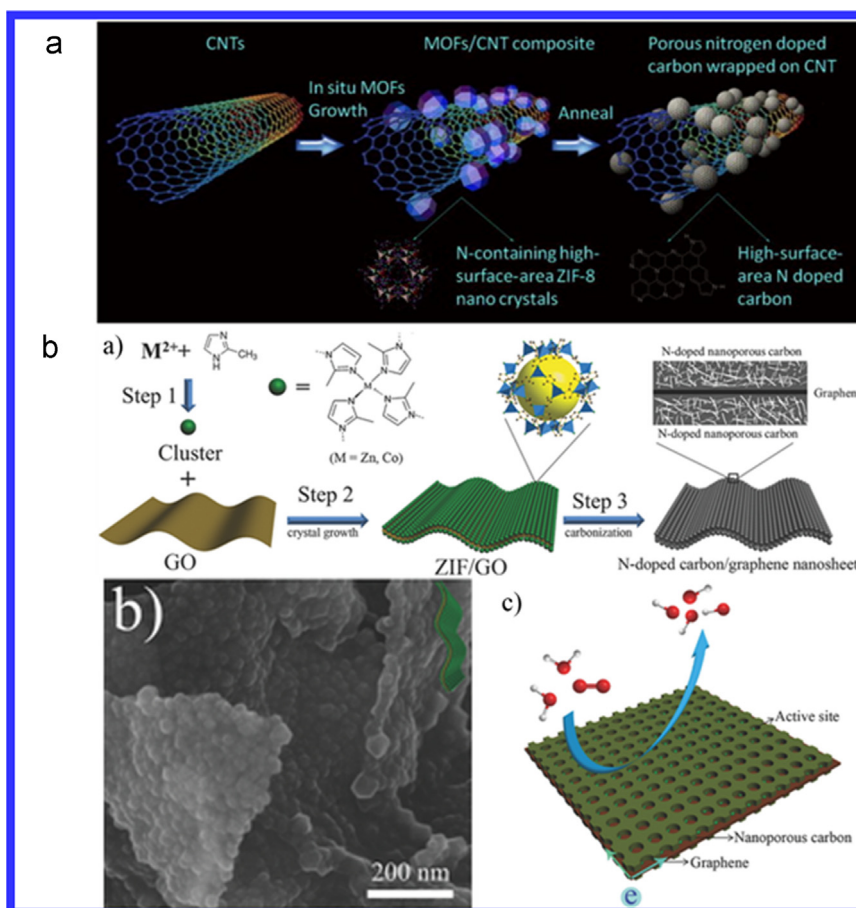 a
CNTs
MOFs/CNT composite
Porous nitrogen doped
carbon wrapped on CNT
In situ MOFs
Growth
Anneal
N-containing high-
surface-area ZIF-8
nano crystals
High-surface-
area N doped
carbon
b
a)
M²⁺+
N
N
H
CH₃
Step 1
Cluster
+
GO
=
N
N
N
N
M
N
N
N
N
(M = Zn, Co)
Step 2
crystal growth
ZIF/GO
Step 3
carbonization
N-doped nanoporous carbon
Graphene
N-doped nanoporous carbon
N-doped carbon/graphene nanosheet
b)
200 nm
c)
Active site
Nanoporous carbon
Graphene
e